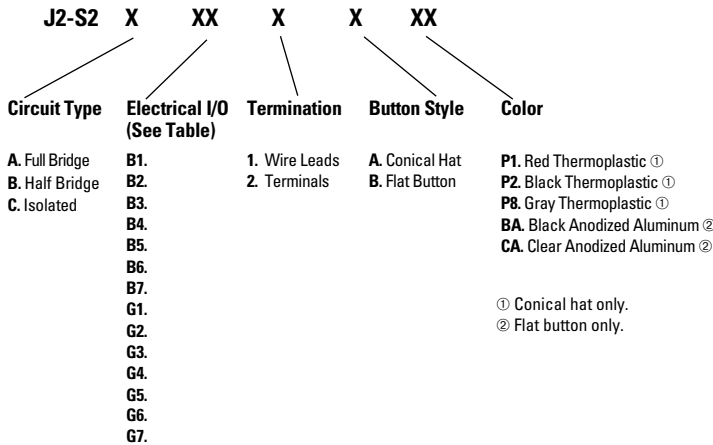 J2-S2 X XX X X XX
Circuit Type
A. Full Bridge
B. Half Bridge
C. Isolated
Electrical I/O
(See Table)
B1.
B2.
B3.
B4.
B5.
B6.
B7.
G1.
G2.
G3.
G4.
G5.
G6.
G7.
Termination
1. Wire Leads
2. Terminals
Button Style
A. Conical Hat
B. Flat Button
Color
P1. Red Thermoplastic ①
P2. Black Thermoplastic ①
P8. Gray Thermoplastic ①
BA. Black Anodized Aluminum ②
CA. Clear Anodized Aluminum ②
① Conical hat only.
② Flat button only.